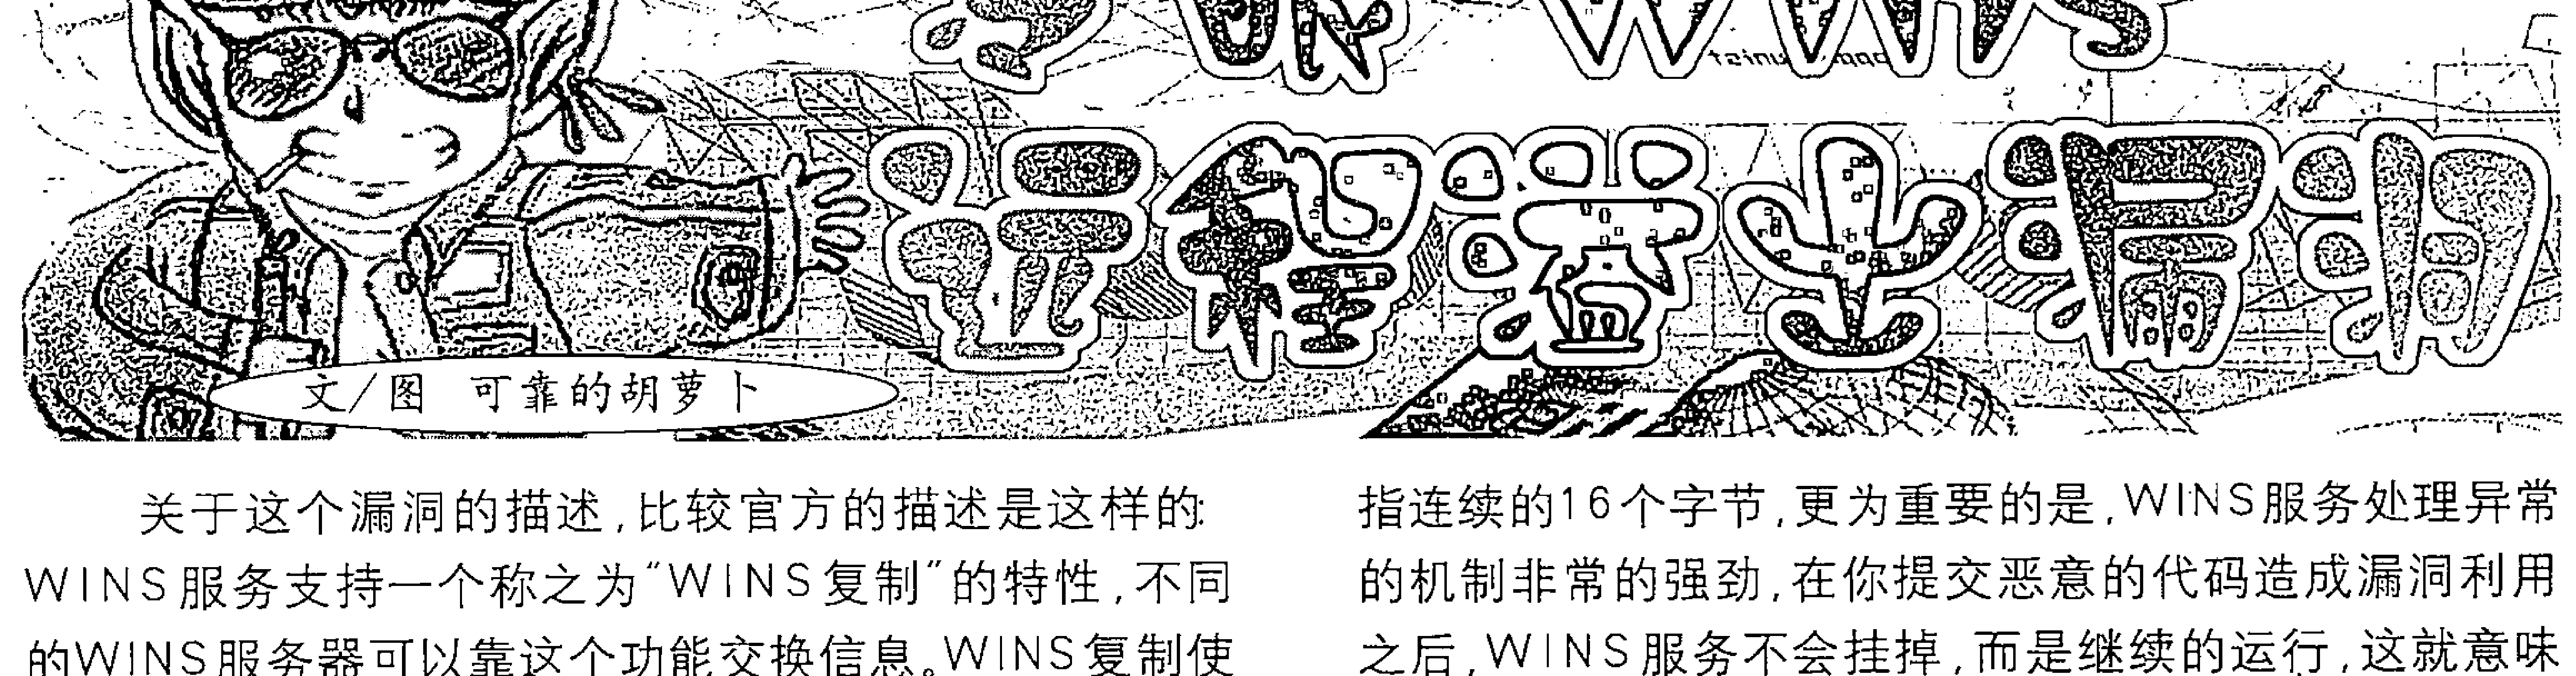 WINS
远程溢出漏洞
文/图 可靠的胡萝卜
关于这个漏洞的描述,比较官方的描述是这样的:
WINS服务支持一个称之为“WINS复制”的特性,不同
的WINS服务器可以靠这个功能交换信息。WINS复制使
指连续的16个字节,更为重要的是,WINS服务处理异常
的机制非常的强劲,在你提交恶意的代码造成漏洞利用
之后,WINS服务不会挂掉,而是继续的运行,这就意味